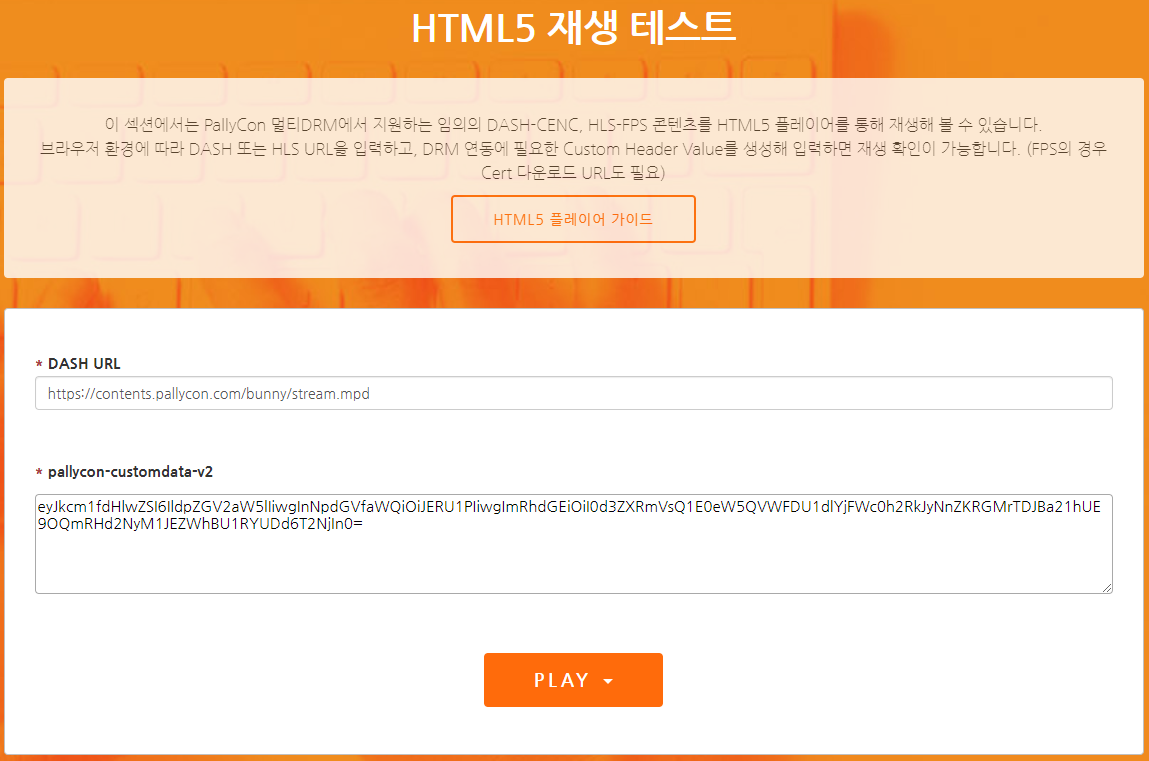 HTML5 재생 테스트
이 섹션에서는 PallyCon 멀티DRM에서 지원하는 임의의 DASH-CENC, HLS-FPS 콘텐츠를 HTML5 플레이어를 통해 재생해 볼 수 있습니다.
브라우저 환경에 따라 DASH 또는 HLS URL을 입력하고, DRM 연동에 필요한 Custom Header Value를 생성해 입력하면 재생 확인이 가능합니다. (FPS의 경우
Cert 다운로드 URL도 필요)
HTML5 플레이어 가이드
* DASH URL
https://contents.pallycon.com/bunny/stream.mpd
* pallycon-customdata-v2
eyJkcm1fdHlwZSI6IldpZGV2aW5lIiwgInNpdGVfaWQiOiJERU1PIiwgImRhdGEiOiI0d3ZXRmVsQ1E0eW5QVWFDU1dlYjFWc0h2RkJyNnZKRGMrTDJBa21hUE
9OQmRHd2NyM1JEZWhBU1RYUDd6T2NjIn0=
PLAY